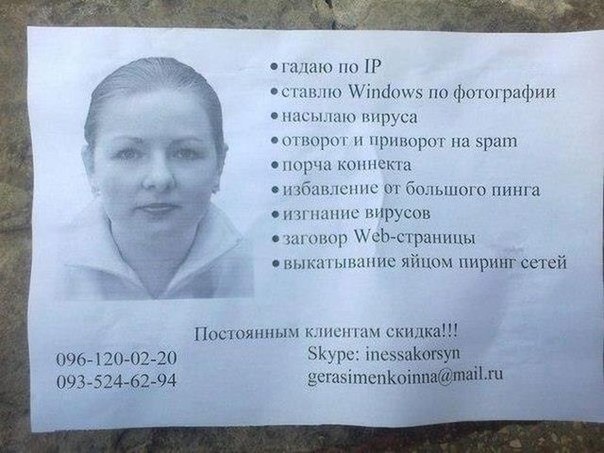 • гадаю по IP
• ставлю Windows по фотографии
• насылаю вируса
• отворот и приворот на spam
• порча коннекта
• избавление от большого пинга
• изгнание вирусов
• заговор Web-страницы
• выкатывание яйцом пиринг сетей
Постоянным клиентам скидка!!!
096-120-02-20 Skype: inessakorsyn
093-524-62-94 gerasimenkoinna@mail.ru